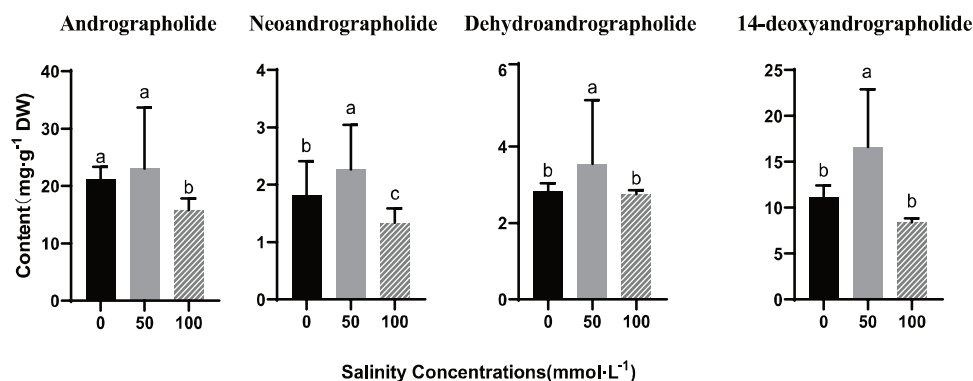 Andrographolide
Neoandrographolide
Dehydroandrographolide
14-deoxyandrographolide
Content(mg·g⁻¹ DW)
40
30
20
10
0
a
a
b
0 50 100
4
3
2
1
0
b
a
c
0 50 100
6
4
2
0
b
a
b
0 50 100
25
20
15
10
5
0
b
a
b
0 50 100
Salinity Concentrations(mmol·L⁻¹)